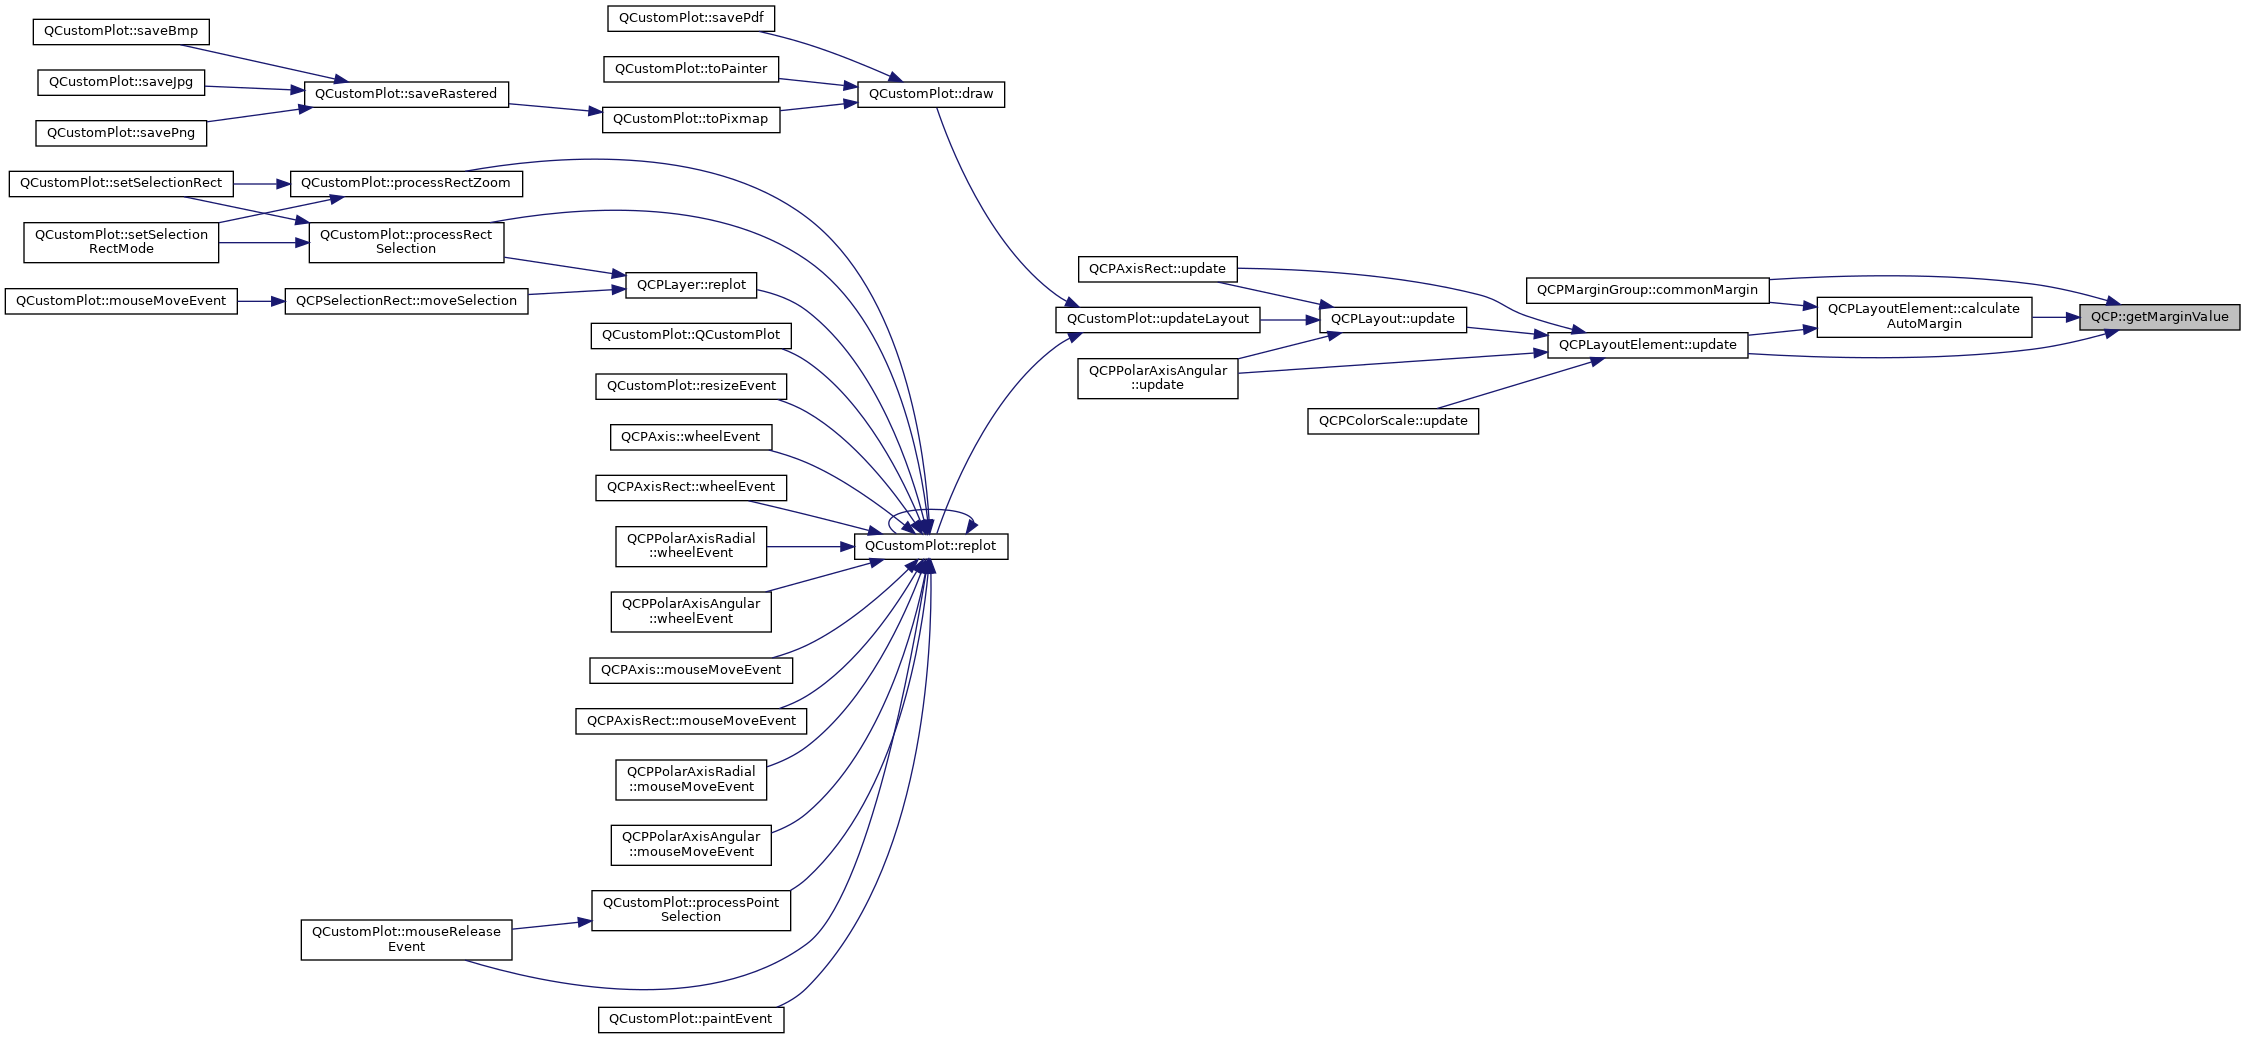 QCustomPlot::savePdf
QCustomPlot::saveBmp
QCustomPlot::toPainter
QCustomPlot::saveJpg
QCustomPlot::saveRastered
QCustomPlot::draw
QCustomPlot::toPixmap
QCustomPlot::savePng
QCustomPlot::setSelectionRect
QCustomPlot::processRectZoom
QCustomPlot::setSelection
RectMode
QCustomPlot::processRect
Selection
QCPAxisRect::update
QCPLayer::replot
QCPMarginGroup::commonMargin
QCustomPlot::mouseMoveEvent
QCPSelectionRect::moveSelection
QCPLayoutElement::calculate
AutoMargin
QCP::getMarginValue
QCustomPlot::updateLayout
QCPLayout::update
QCustomPlot::QCustomPlot
QCPLayoutElement::update
QCPPolarAxisAngular
::update
QCustomPlot::resizeEvent
QCPColorScale::update
QCPAxis::wheelEvent
QCPAxisRect::wheelEvent
QCPPolarAxisRadial
::wheelEvent
QCustomPlot::replot
QCPPolarAxisAngular
::wheelEvent
QCPAxis::mouseMoveEvent
QCPAxisRect::mouseMoveEvent
QCPPolarAxisRadial
::mouseMoveEvent
QCPPolarAxisAngular
::mouseMoveEvent
QCustomPlot::processPoint
Selection
QCustomPlot::mouseRelease
Event
QCustomPlot::paintEvent